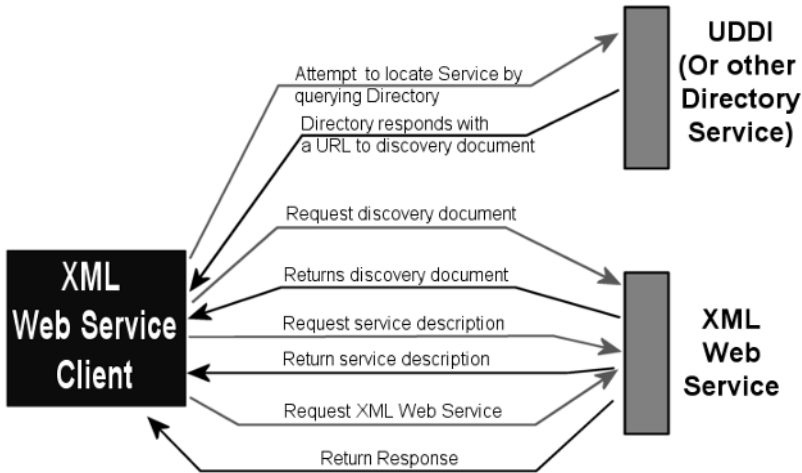 Attempt to locate Service by
querying Directory
Directory responds with
a URL to discovery document
UDDI
(Or other
Directory
Service)
Request discovery document
XML
Web Service
Client
Returns discovery document
Request service description
Return service description
Request XML Web Service
Return Response
XML
Web
Service